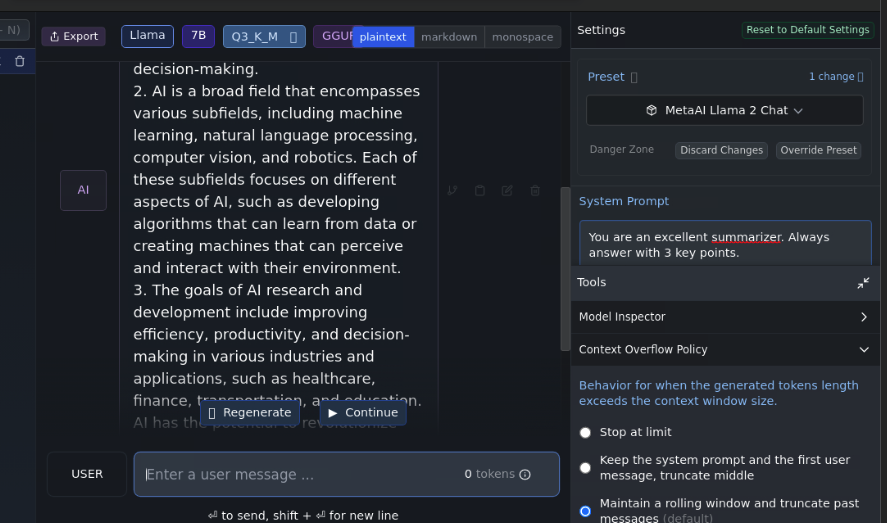 - N)
Export
Llama
7B
Q3_K_M
GGUF
plaintext
markdown
monospace
decision-making.
2. AI is a broad field that encompasses
various subfields, including machine
learning, natural language processing,
computer vision, and robotics. Each of
these subfields focuses on different
aspects of AI, such as developing
algorithms that can learn from data or
creating machines that can perceive
and interact with their environment.
3. The goals of AI research and
development include improving
efficiency, productivity, and decision-
making in various industries and
applications, such as healthcare,
finance, transportation, and education.
AI has the potential to revolutionize
AI
Regenerate
Continue
USER
Enter a user message ...
0 tokens
⏎ to send, shift + ⏎ for new line
Settings
Reset to Default Settings
Preset
1 change
MetaAI Llama 2 Chat
Danger Zone
Discard Changes
Override Preset
System Prompt
You are an excellent summarizer. Always
answer with 3 key points.
Tools
Model Inspector
Context Overflow Policy
Behavior for when the generated tokens length
exceeds the context window size.
Stop at limit
Keep the system prompt and the first user
message, truncate middle
Maintain a rolling window and truncate past
messages (default)